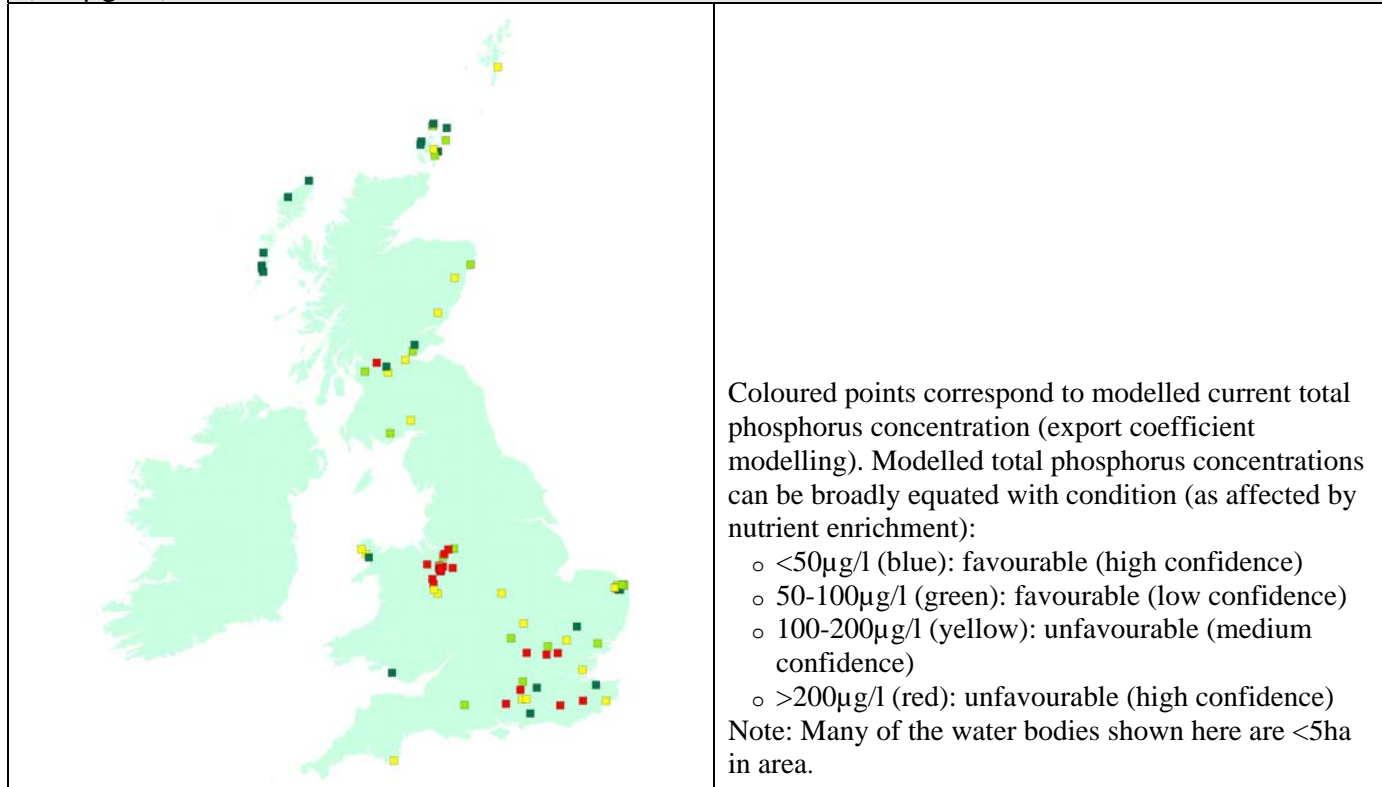 Coloured points correspond to modelled current total
phosphorus concentration (export coefficient
modelling). Modelled total phosphorus concentrations
can be broadly equated with condition (as affected by
nutrient enrichment):
o <50µg/l (blue): favourable (high confidence)
o 50-100µg/l (green): favourable (low confidence)
o 100-200µg/l (yellow): unfavourable (medium
confidence)
o >200µg/l (red): unfavourable (high confidence)
Note: Many of the water bodies shown here are <5ha
in area.